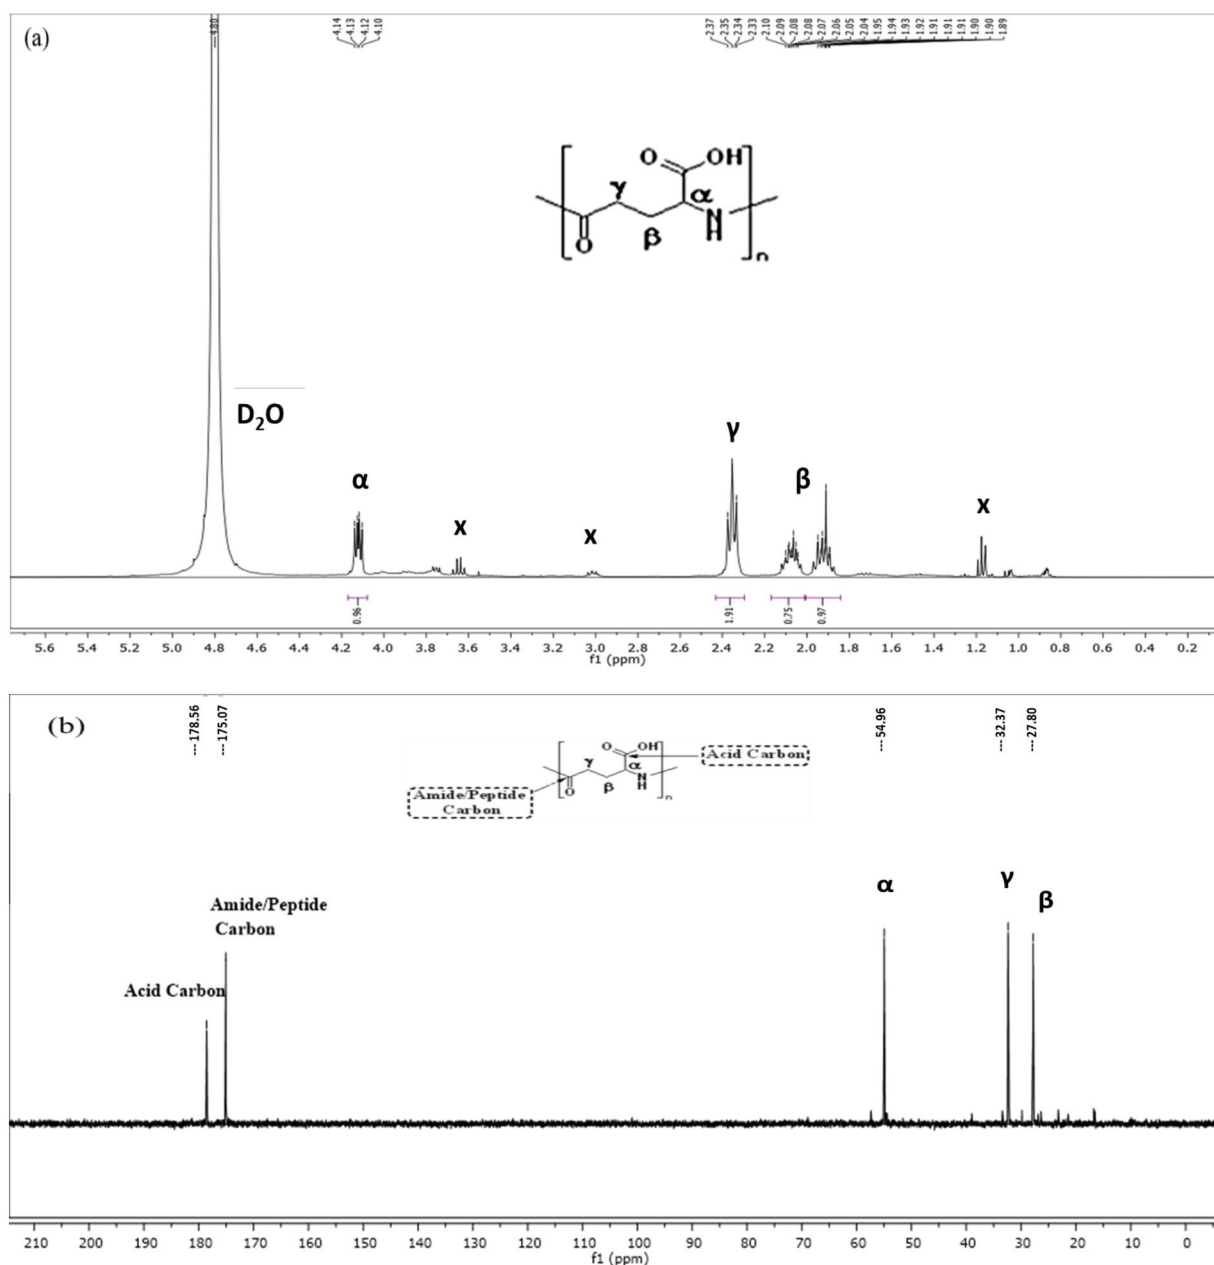 (a)
4.80
4.14
4.13
4.12
4.10
2.37
2.35
2.34
2.33
2.10
2.09
2.08
2.08
2.07
2.06
2.05
2.04
1.95
1.94
1.93
1.92
1.91
1.91
1.91
1.90
1.90
1.89
O
OH
γ
α
N
H
β
O
n
D₂O
α
x
x
γ
β
x
0.96
1.91
0.75
0.97
5.6 5.4 5.2 5.0 4.8 4.6 4.4 4.2 4.0 3.8 3.6 3.4 3.2 3.0 2.8 2.6 2.4 2.2 2.0 1.8 1.6 1.4 1.2 1.0 0.8 0.6 0.4 0.2
f1 (ppm)
(b)
178.56
175.07
54.96
32.37
27.80
O
OH
γ
α
N
H
β
O
n
Acid Carbon
Amide/Peptide
Carbon
α
γ
β
Amide/Peptide
Carbon
Acid Carbon
210 200 190 180 170 160 150 140 130 120 110 100 90 80 70 60 50 40 30 20 10 0
f1 (ppm)